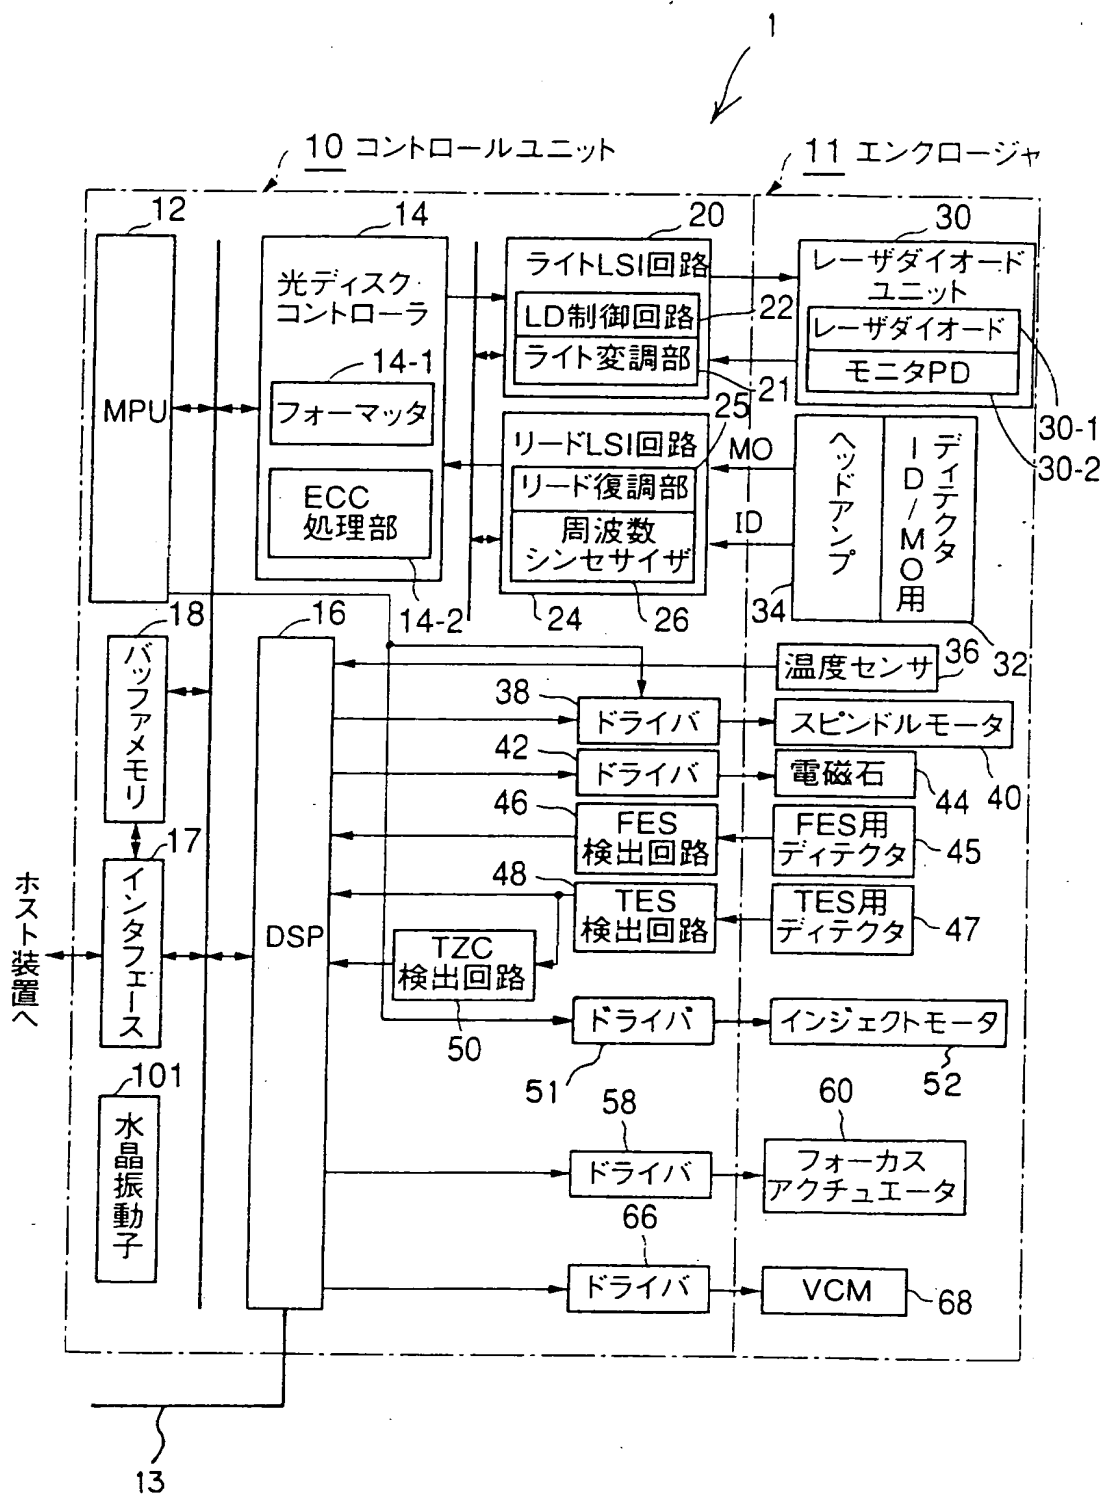 1
10 コントロールユニット
11 エンクロージャ
12
14
20
30
MPU
光ディスク
コントローラ
14-1
フォーマッタ
ECC
処理部
14-2
ライトLSI回路
LD制御回路
22
ライト変調部
21
レーザダイオード
ユニット
レーザダイオード
モニタPD
30-1
30-2
25
リードLSI回路
リード復調部
周波数
シンセサイザ
24
26
MO
ID
ヘッドアンプ
ディテクタ
ID/MO用
34
32
18
バッファメモリ
16
DSP
温度センサ
36
38
ドライバ
スピンドルモータ
40
42
ドライバ
電磁石
44
46
FES
検出回路
FES用
ディテクタ
45
48
TES
検出回路
TES用
ディテクタ
47
17
インタフェース
ホスト装置へ
TZC
検出回路
50
ドライバ
51
インジェクトモータ
52
101
水晶振動子
58
ドライバ
60
フォーカス
アクチュエータ
66
ドライバ
VCM
68
13